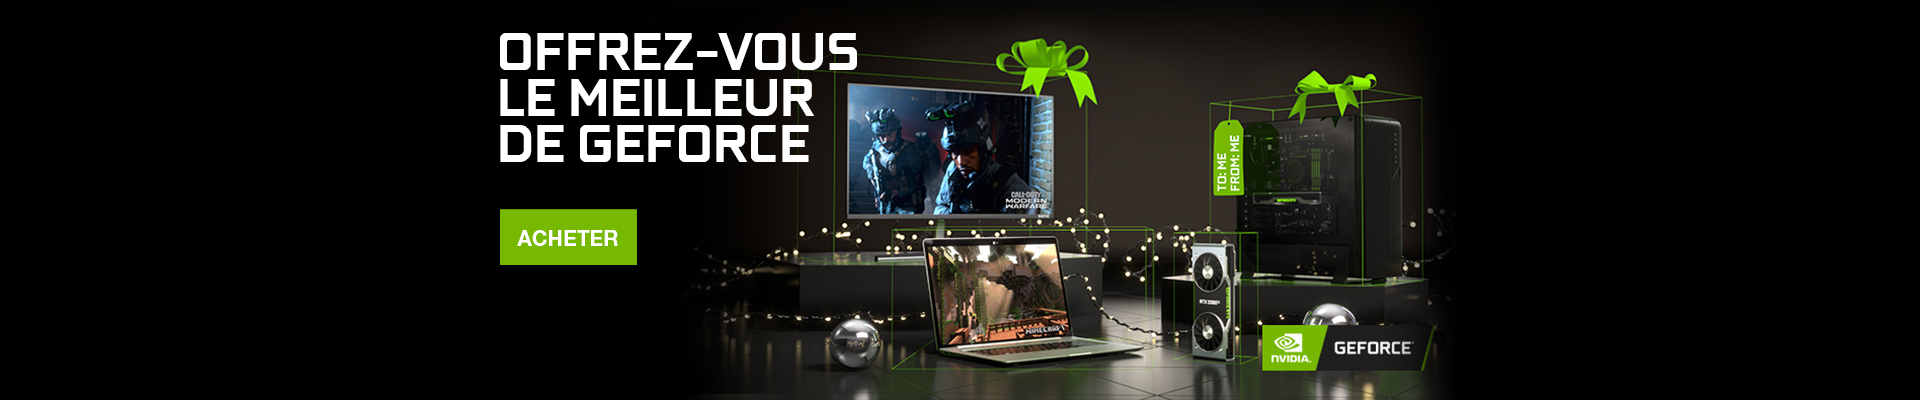 OFFREZ-VOUS
LE MEILLEUR
DE GEFORCE
ACHETER
CALL OF DUTY
MODERN
WARFARE
TO: ME
FROM: ME
MINECRAFT
NVIDIA.
GEFORCE